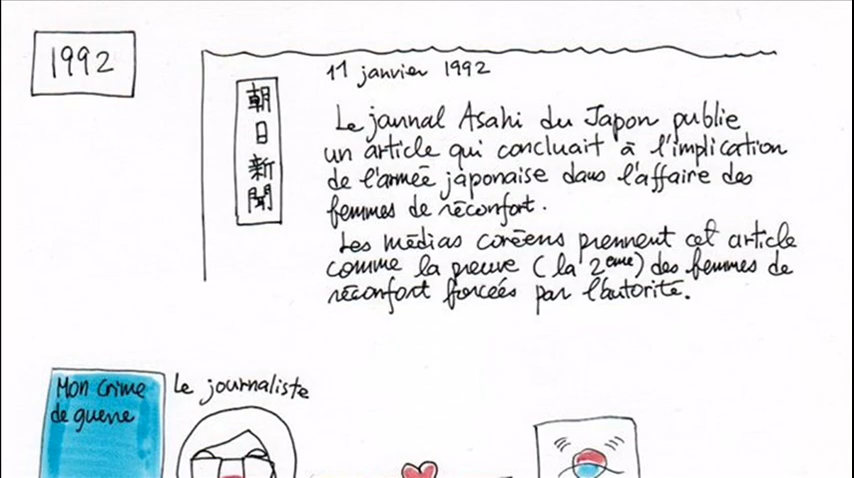 1992
11 janvier 1992
朝日新聞
Le journal Asahi du Japon publie
un article qui concluait à l'implication
de l'armée japonaise dans l'affaire des
femmes de réconfort.
Les médias coréens prennent cet article
comme la preuve (la 2eme) des femmes de
réconfort forcées par l'autorité.
Mon crime
de guerre
Le journaliste